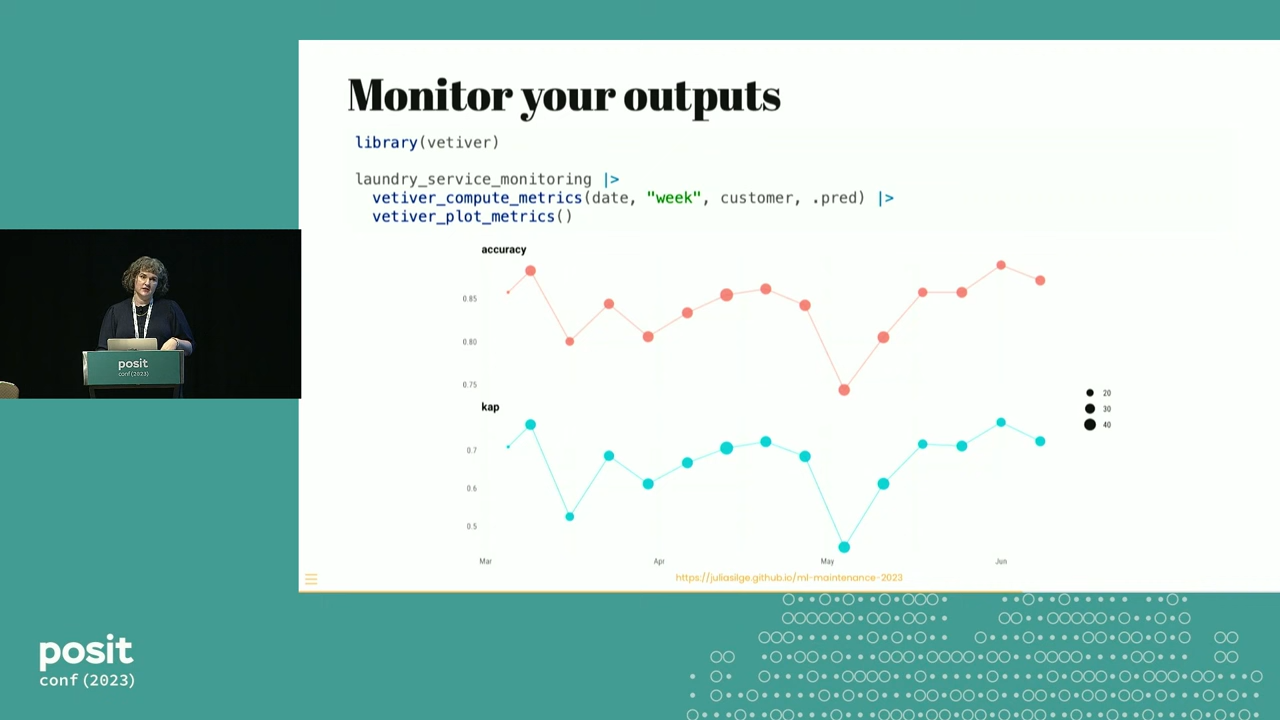 Monitor your outputs
library(vetiver)
laundry_service_monitoring |>
vetiver_compute_metrics(date, "week", customer, .pred) |>
vetiver_plot_metrics()
accuracy
0.85
0.80
0.75
kap
0.7
0.6
0.5
Mar
Apr
May
Jun
20
30
40
https://juliasilge.github.io/ml-maintenance-2023
posit
conf(2023)
posit
conf(2023)